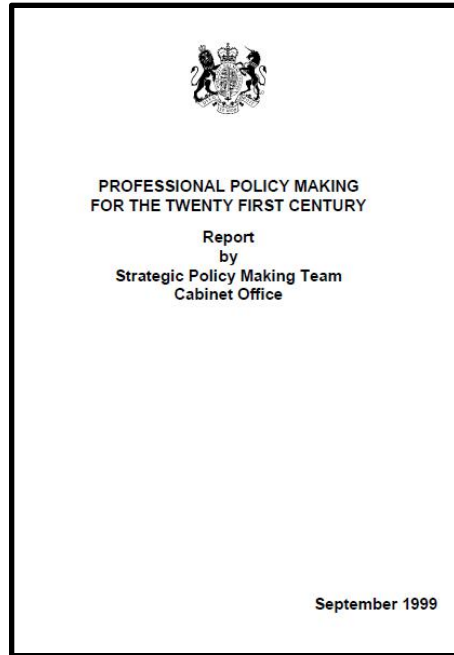 PROFESSIONAL POLICY MAKING
FOR THE TWENTY FIRST CENTURY
Report
by
Strategic Policy Making Team
Cabinet Office
September 1999